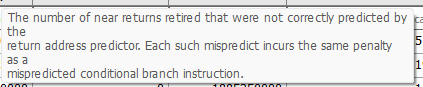 The number of near returns retired that were not correctly predicted by
the
return address predictor. Each such mispredict incurs the same penalty
as a
mispredicted conditional branch instruction.